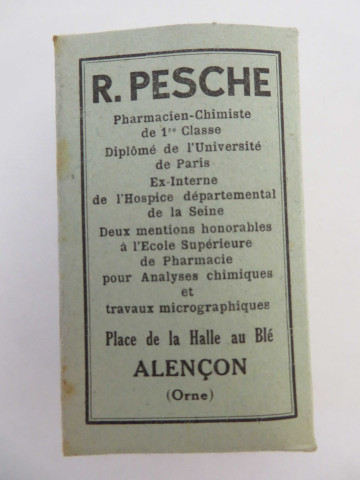 R. PESCHE
Pharmacien-Chimiste
de 1re Classe
Diplômé de l'Université
de Paris
Ex-Interne
de l'Hospice départemental
de la Seine
Deux mentions honorables
à l'Ecole Supérieure
de Pharmacie
pour Analyses chimiques
et
travaux micrographiques
Place de la Halle au Blé
ALENÇON
(Orne)